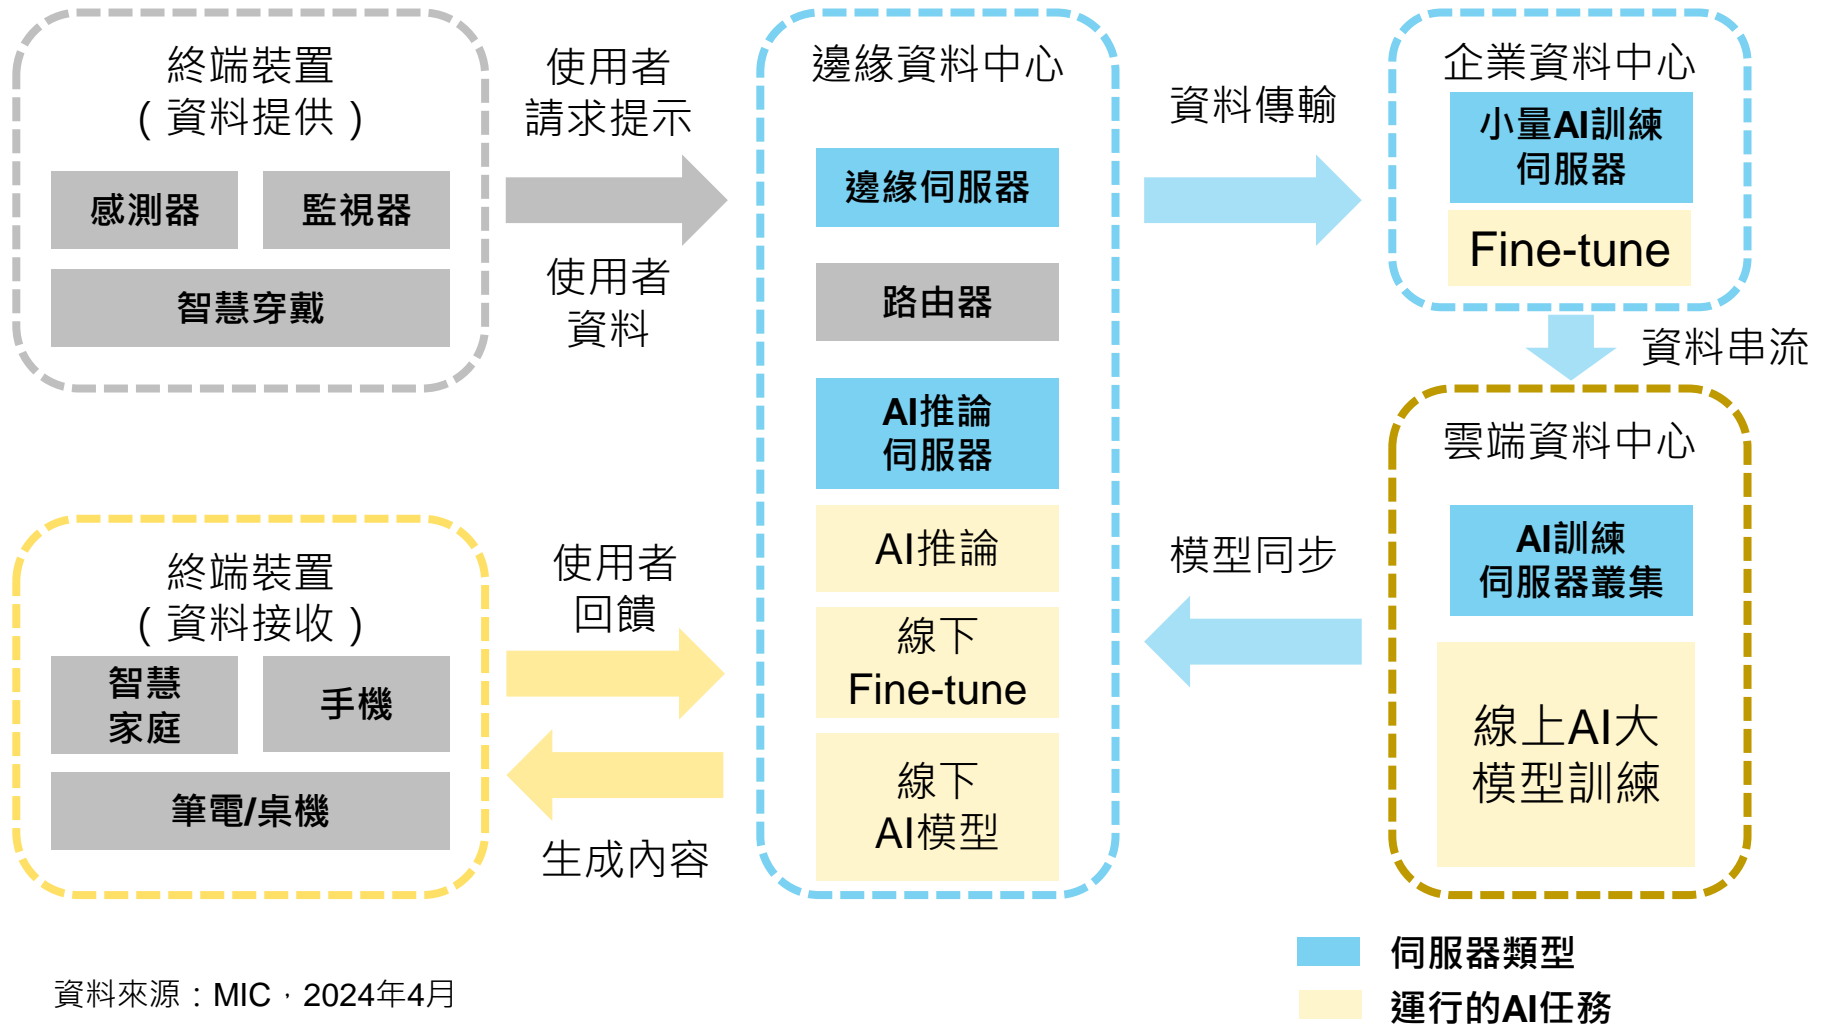 終端裝置
(資料提供)
感測器
監視器
智慧穿戴
使用者
請求提示
使用者
資料
邊緣資料中心
邊緣伺服器
路由器
AI推論
伺服器
AI推論
線下
Fine-tune
線下
AI模型
資料傳輸
企業資料中心
小量AI訓練
伺服器
Fine-tune
資料串流
雲端資料中心
AI訓練
伺服器叢集
線上AI大
模型訓練
模型同步
終端裝置
(資料接收)
智慧
家庭
手機
筆電/桌機
使用者
回饋
生成內容
伺服器類型
運行的AI任務
資料來源：MIC，2024年4月